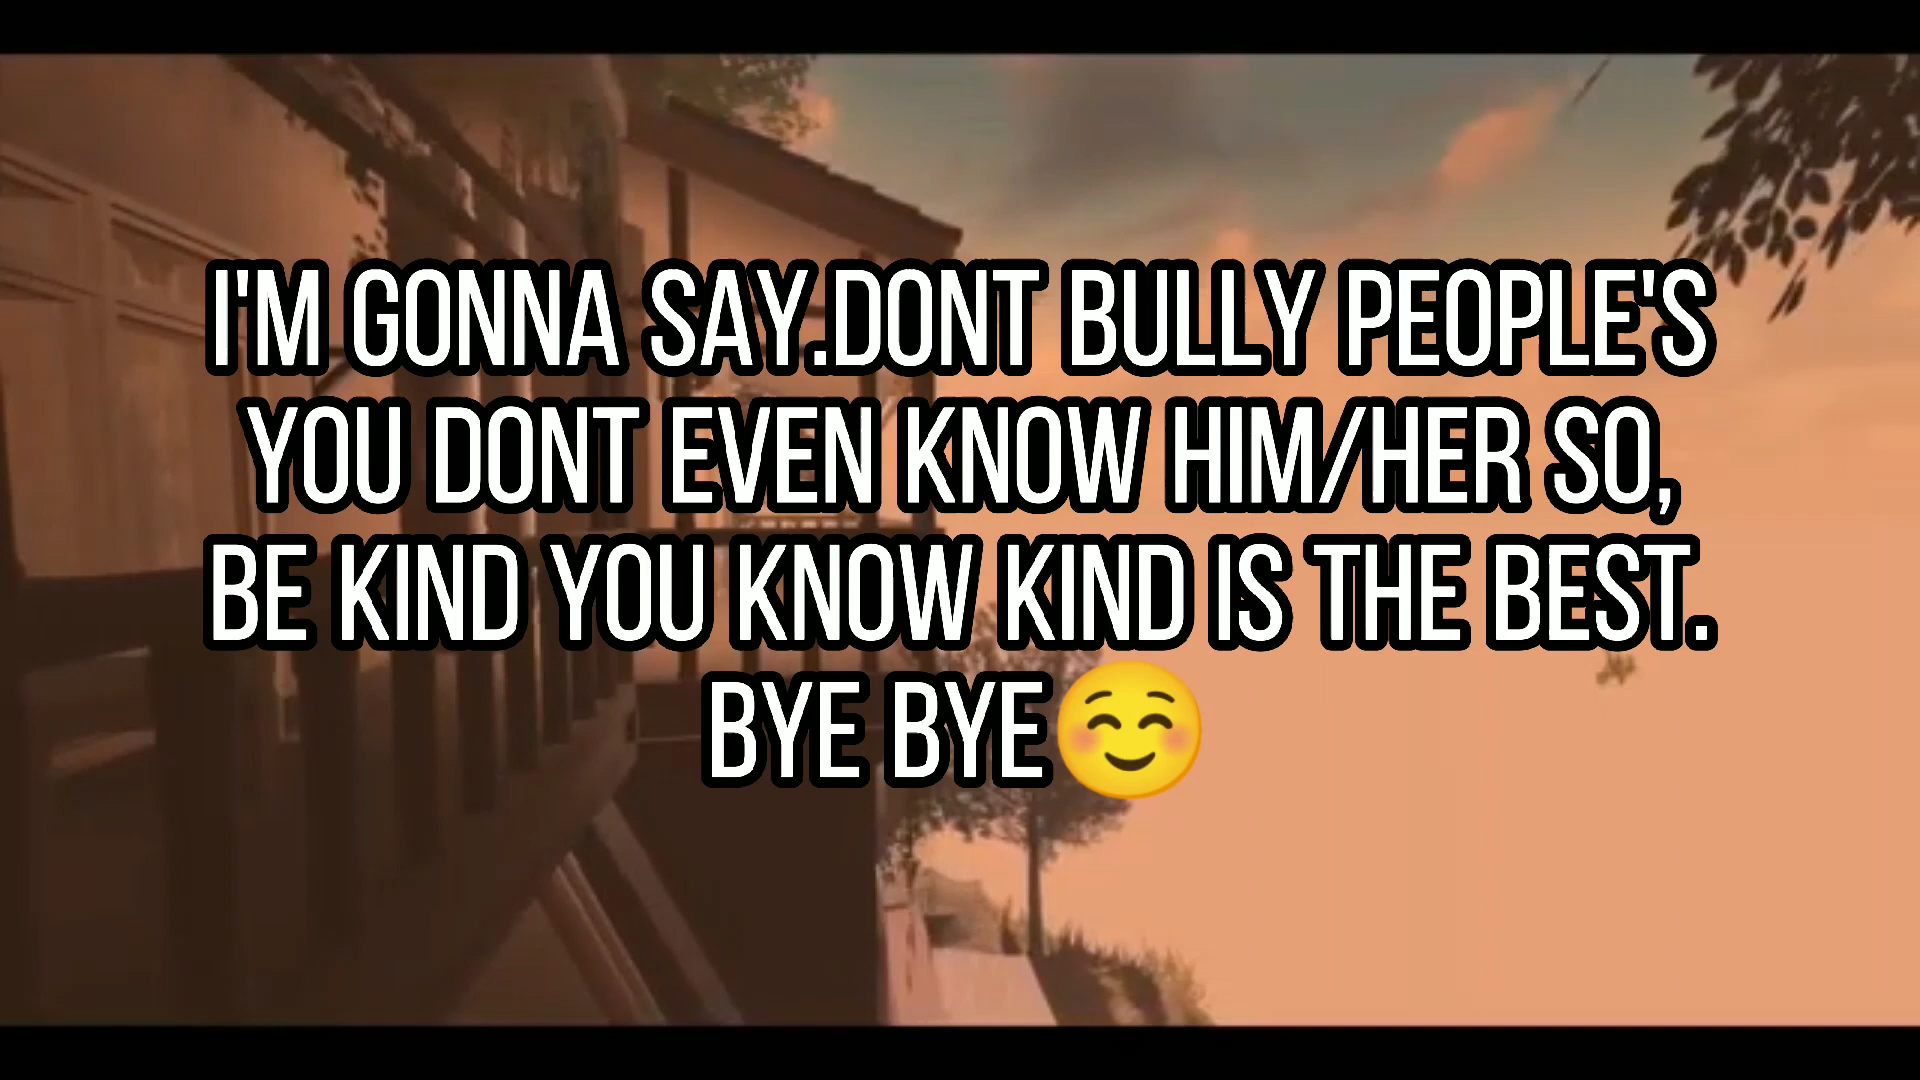 I'M GONNA SAY.DONT BULLY PEOPLE'S
YOU DONT EVEN KNOW HIM/HER SO,
BE KIND YOU KNOW KIND IS THE BEST.
BYE BYE☺️